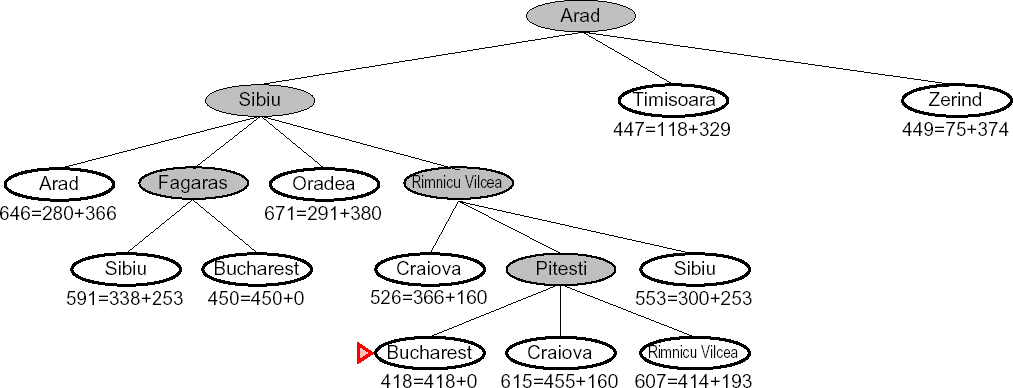 Arad
Sibiu
Timisoara
Zerind
447=118+329
449=75+374
Arad
Fagaras
Oradea
Rimnicu Vilcea
646=280+366
671=291+380
Sibiu
Bucharest
Craiova
Pitesti
Sibiu
591=338+253
450=450+0
526=366+160
553=300+253
Bucharest
Craiova
Rimnicu Vilcea
418=418+0
615=455+160
607=414+193